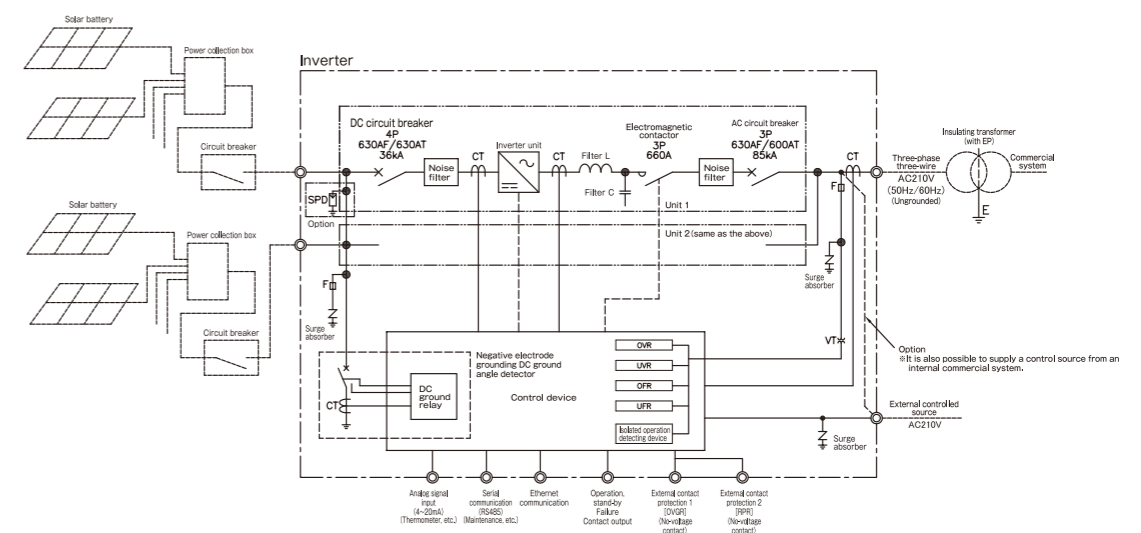 Solar battery
Power collection box
Circuit breaker
Solar battery
Power collection box
Circuit breaker
Inverter
DC circuit breaker
4P
630AF/630AT
36kA
Noise
filter
CT
Inverter unit
CT
Filter L
Filter C
Electromagnetic
contactor
3P
660A
Noise
filter
AC circuit breaker
3P
630AF/600AT
85kA
Unit 1
CT
F
SPD
Option
Unit 2 (same as the above)
F
Surge
absorber
Surge
absorber
VT
Three-phase
three-wire
AC210V
(50Hz/60Hz)
(Ungrounded)
Insulating transformer
(with EP)
Commercial
system
E
Option
※It is also possible to supply a control source from an
internal commercial system.
Negative electrode
grounding DC ground
angle detector
DC
ground
relay
CT
Control device
OVR
UVR
OFR
UFR
Isolated operation
detecting device
External controlled
source
AC210V
Surge
absorber
Analog signal
input
(4~20mA)
(Thermometer, etc.)
Serial
communication
(RS485)
(Maintenance, etc.)
Ethernet
communication
Operation,
stand-by
Failure
Contact output
External contact
protection 1
[OVGR]
(No-voltage
contact)
External contact
protection 2
[RPR]
(No-voltage
contact)